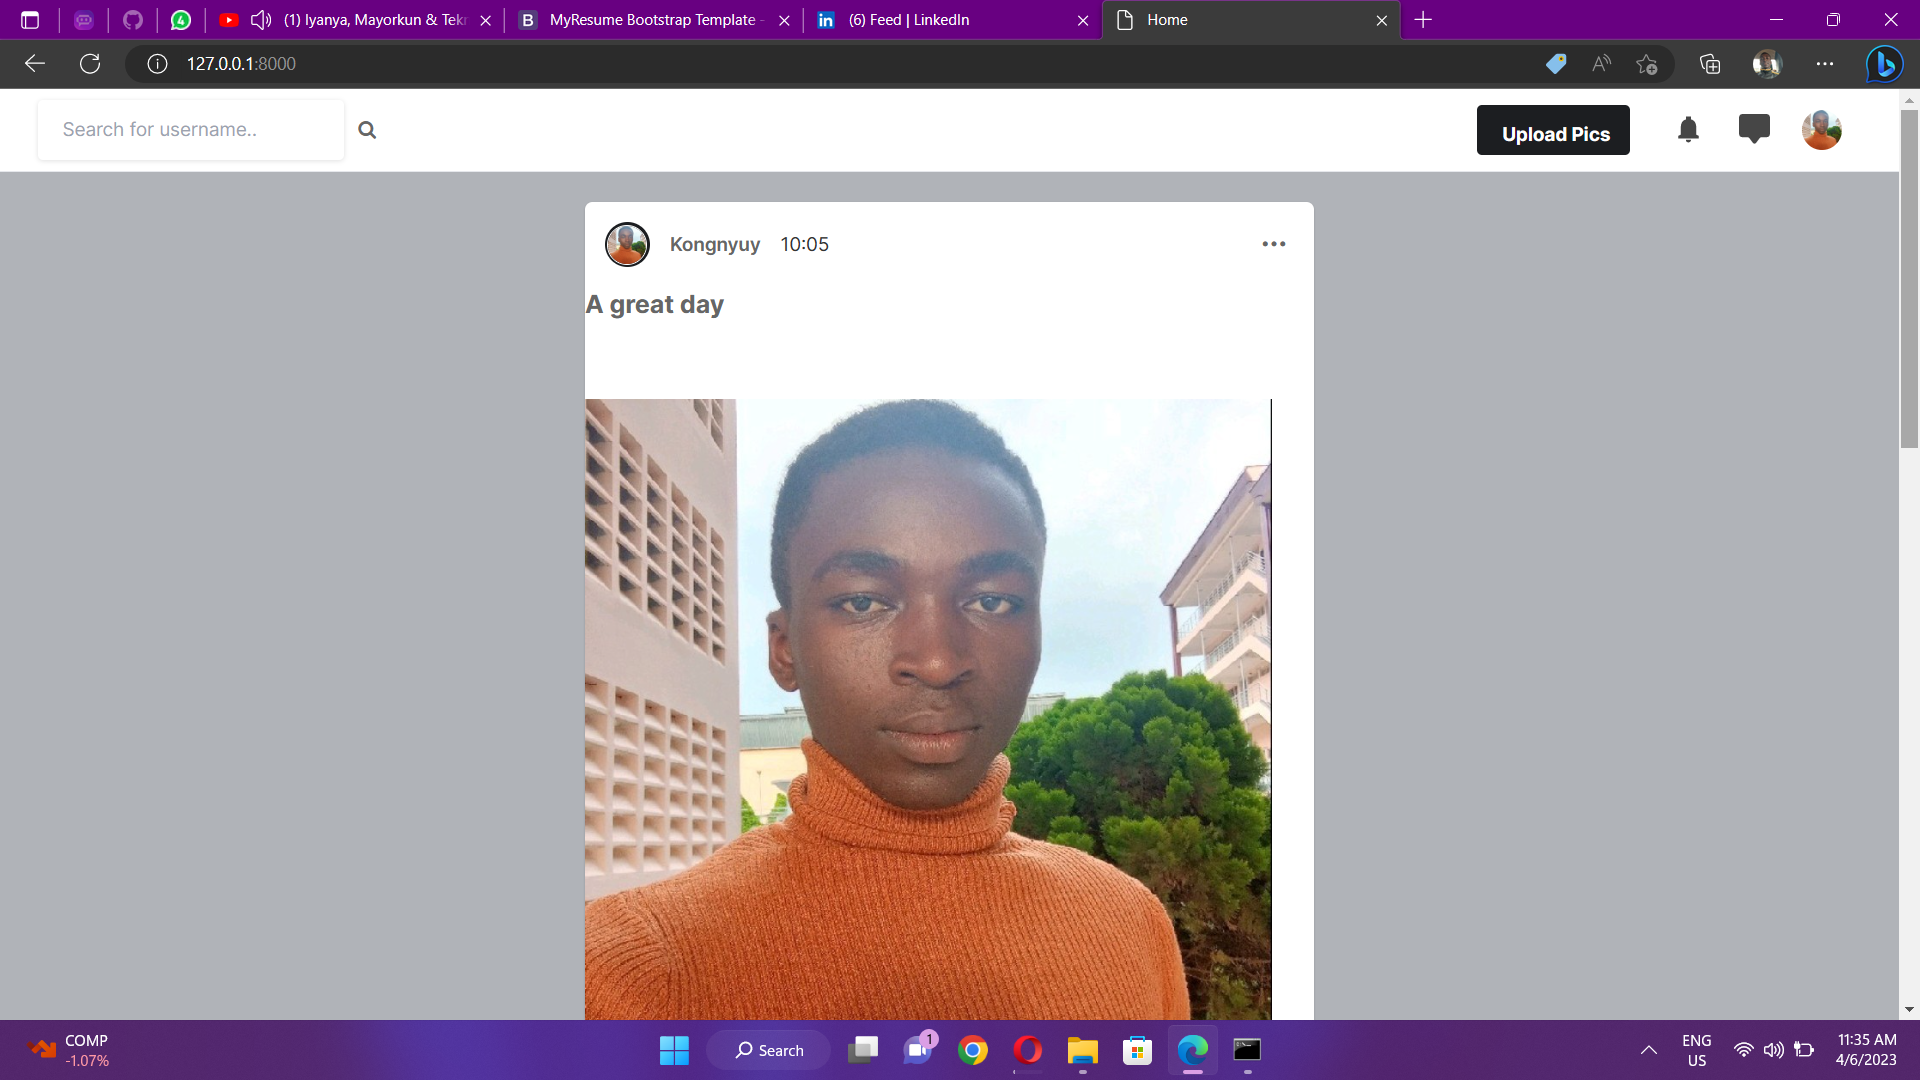 (1) Iyanya, Mayorkun & Tek
MyResume Bootstrap Template -
(6) Feed | LinkedIn
Home
127.0.0.1:8000
Search for username..
Upload Pics
Kongnyuy 10:05
A great day
COMP
-1.07%
Search
1
ENG
US
11:35 AM
4/6/2023